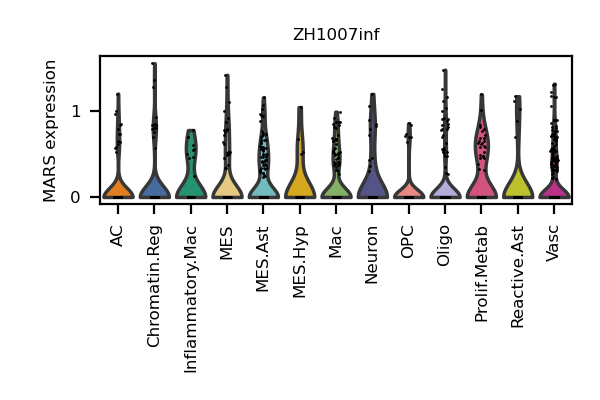 ZH1007inf
MARS expression
1
0
AC
Chromatin.Reg
Inflammatory.Mac
MES
MES.Ast
MES.Hyp
Mac
Neuron
OPC
Oligo
Prolif.Metab
Reactive.Ast
Vasc